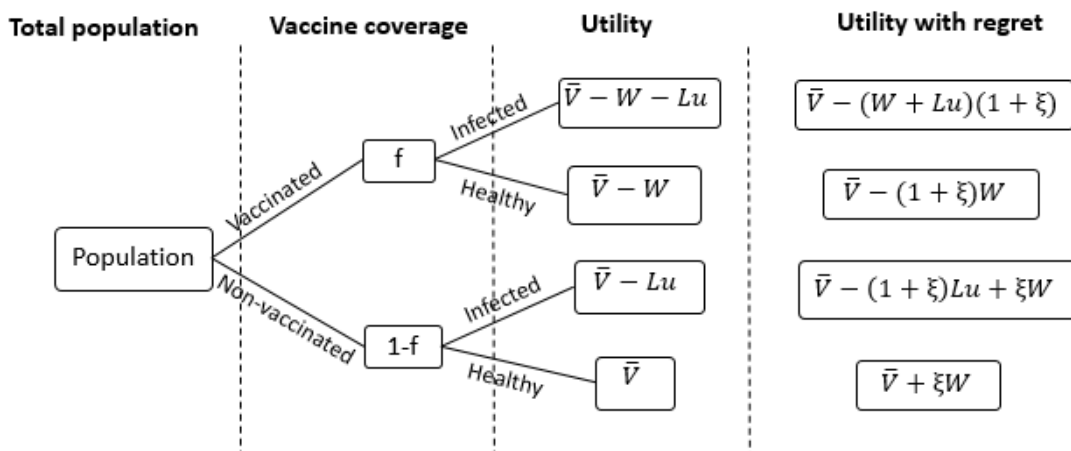 Total population Vaccine coverage Utility Utility with regret
V̄ − W − Lu
V̄ − (W + Lu)(1 + ξ)
Infected
f
Healthy
V̄ − W
V̄ − (1 + ξ)W
Vaccinated
Population
Non-vaccinated
V̄ − Lu
V̄ − (1 + ξ)Lu + ξW
Infected
1-f
Healthy
V̄
V̄ + ξW